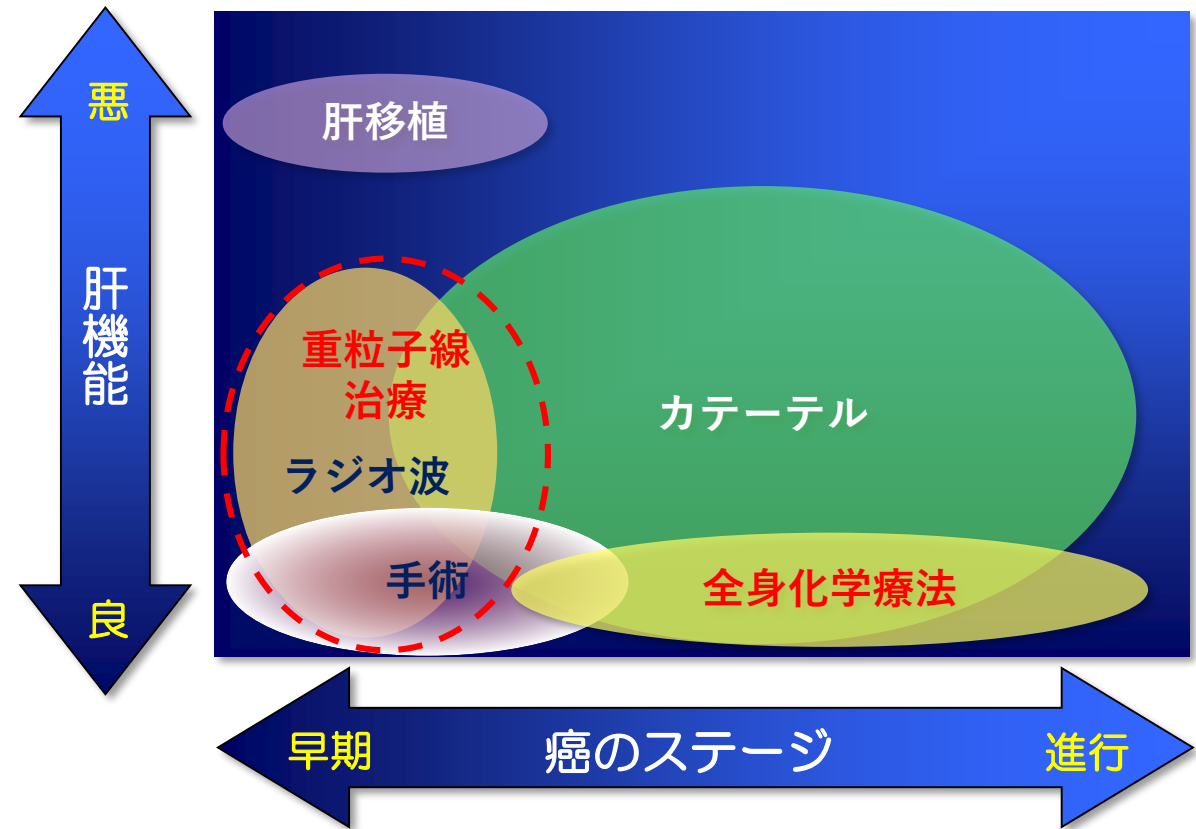 悪
肝機能
良
肝移植
重粒子線
治療
ラジオ波
カテーテル
手術
全身化学療法
早期
癌のステージ
進行